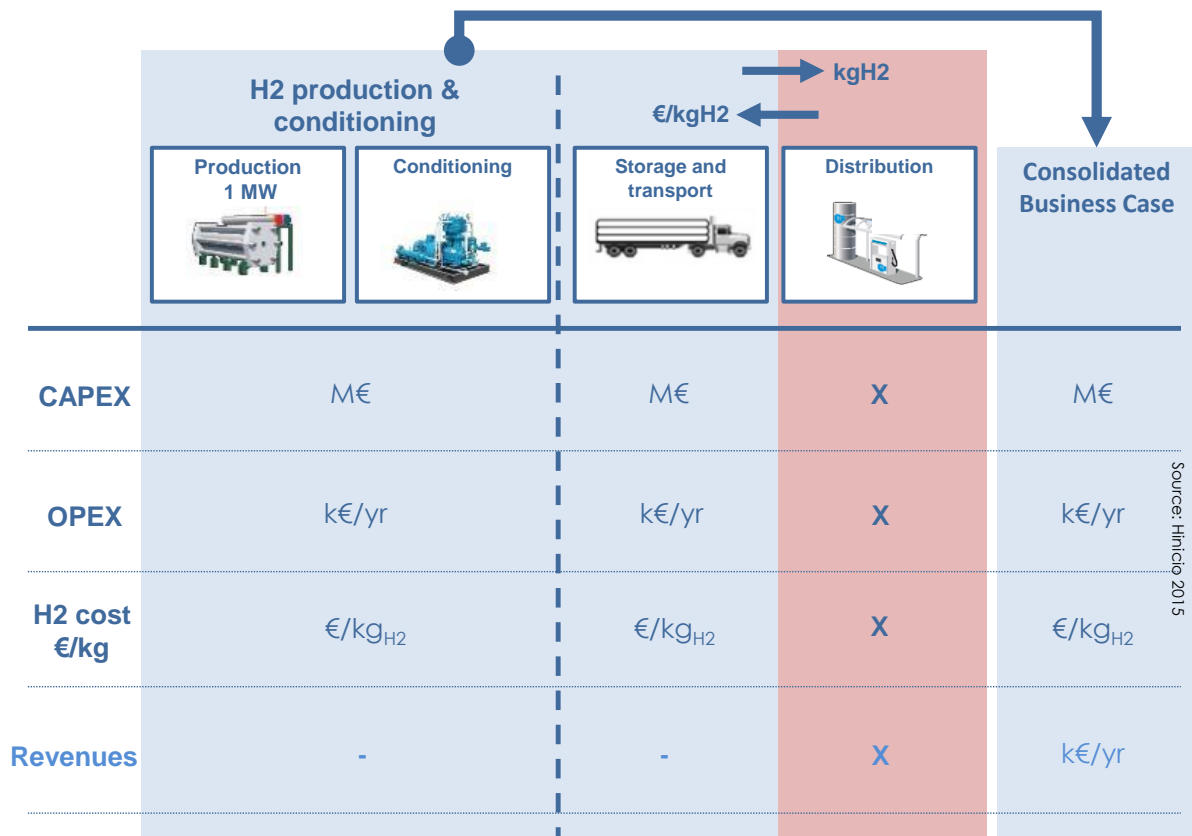 H2 production &
conditioning
kgH2
€/kgH2
Production
1 MW
Conditioning
Storage and
transport
Distribution
Consolidated
Business Case
CAPEX
M€
M€
X
M€
OPEX
k€/yr
k€/yr
X
k€/yr
H2 cost
€/kg
€/kgH2
€/kgH2
X
€/kgH2
Revenues
-
-
X
k€/yr
Source: Hinicio 2015